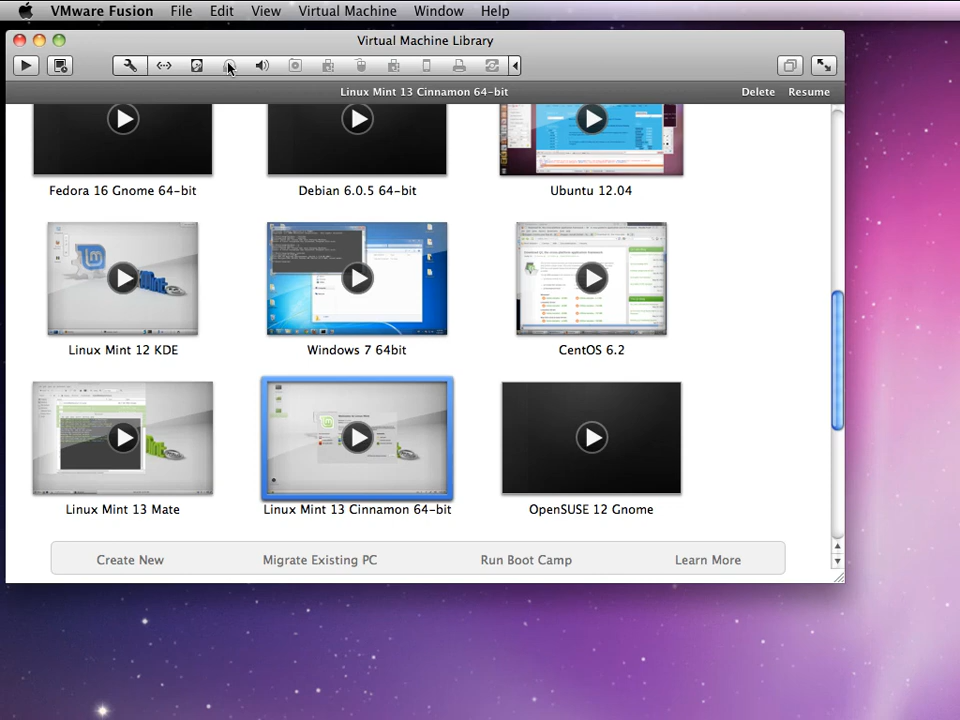 VMware Fusion File Edit View Virtual Machine Window Help
Virtual Machine Library
Linux Mint 13 Cinnamon 64-bit Delete Resume
Fedora 16 Gnome 64-bit Debian 6.0.5 64-bit Ubuntu 12.04
Linux Mint 12 KDE Windows 7 64bit CentOS 6.2
Linux Mint 13 Mate Linux Mint 13 Cinnamon 64-bit OpenSUSE 12 Gnome
Create New Migrate Existing PC Run Boot Camp Learn More